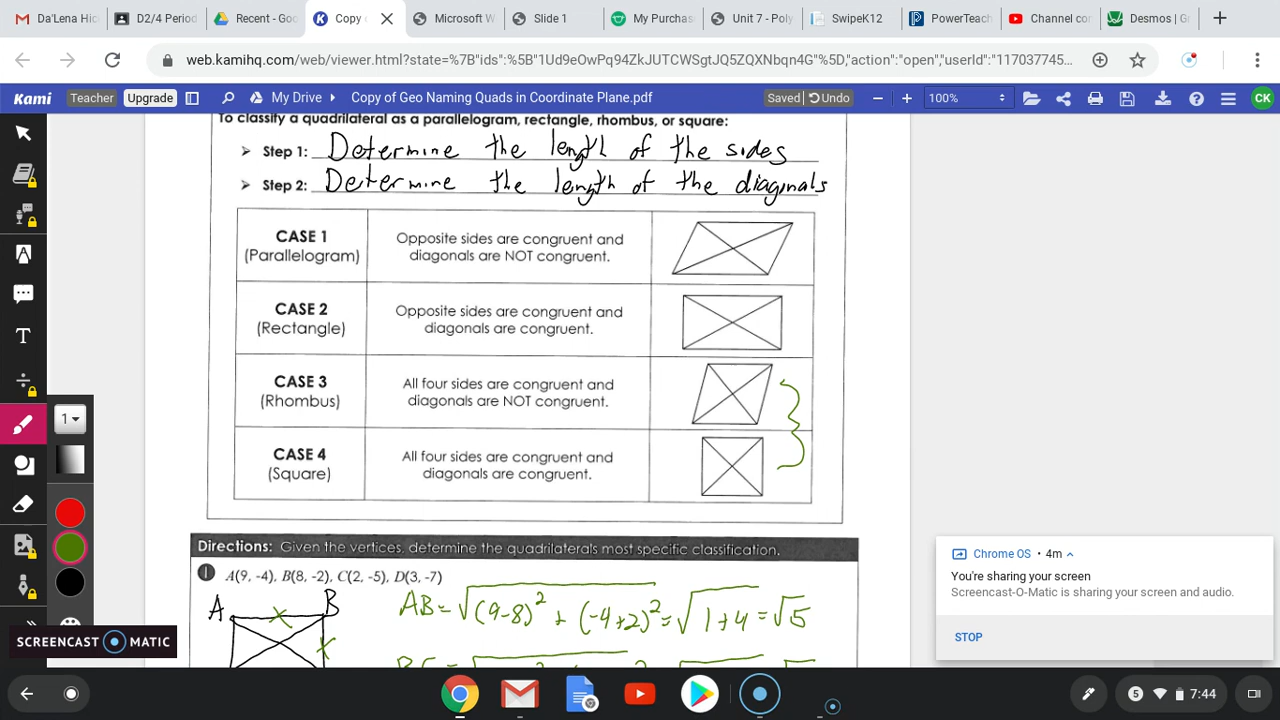 Da'Lena Hic
D2/4 Period
Recent - Goo
Copy
Microsoft W
Slide 1
My Purchas
Unit 7 - Poly
SwipeK12
PowerTeach
Channel con
Desmos | Gr
web.kamihq.com/web/viewer.html?state=%7B"ids"%3A%5B"1Ud9eOwPq94ZkJUTCWSgtJQ5ZQXNbqn4G"%5D,"action":"open","userId":"117037745...
Kami
Teacher
Upgrade
My Drive
Copy of Geo Naming Quads in Coordinate Plane.pdf
Saved
Undo
100%
CK
To classify a quadrilateral as a parallelogram, rectangle, rhombus, or square:
Step 1: Determine the length of the sides
Step 2: Determine the length of the diagonals
CASE 1
(Parallelogram)
Opposite sides are congruent and
diagonals are NOT congruent.
CASE 2
(Rectangle)
Opposite sides are congruent and
diagonals are congruent.
CASE 3
(Rhombus)
All four sides are congruent and
diagonals are NOT congruent.
CASE 4
(Square)
All four sides are congruent and
diagonals are congruent.
Directions: Given the vertices, determine the quadrilaterals most specific classification.
1 A(9, -4), B(8, -2), C(2, -5), D(3, -7)
A B
AB = √(9-8)² + (-4+2)² = √1+4 = √5
1
T
Chrome OS • 4m
You're sharing your screen
Screencast-O-Matic is sharing your screen and audio.
STOP
SCREENCAST O MATIC
5
7:44